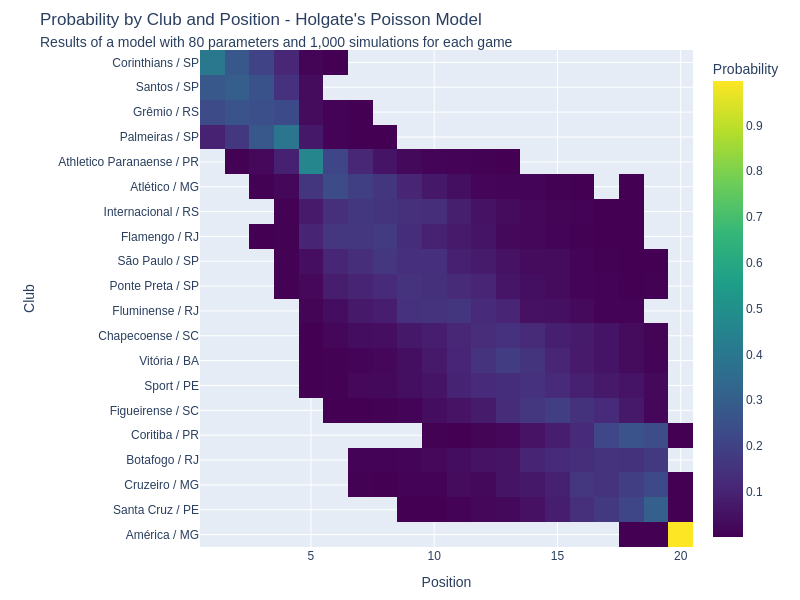 Probability by Club and Position - Holgate's Poisson Model
Results of a model with 80 parameters and 1,000 simulations for each game
Probability
Corinthians / SP
Santos / SP
Grêmio / RS
Palmeiras / SP
Athletico Paranaense / PR
Atlético / MG
Internacional / RS
Flamengo / RJ
São Paulo / SP
Ponte Preta / SP
Fluminense / RJ
Chapecoense / SC
Vitória / BA
Sport / PE
Figueirense / SC
Coritiba / PR
Botafogo / RJ
Cruzeiro / MG
Santa Cruz / PE
América / MG
Club
5 10 15 20
Position
0.9
0.8
0.7
0.6
0.5
0.4
0.3
0.2
0.1